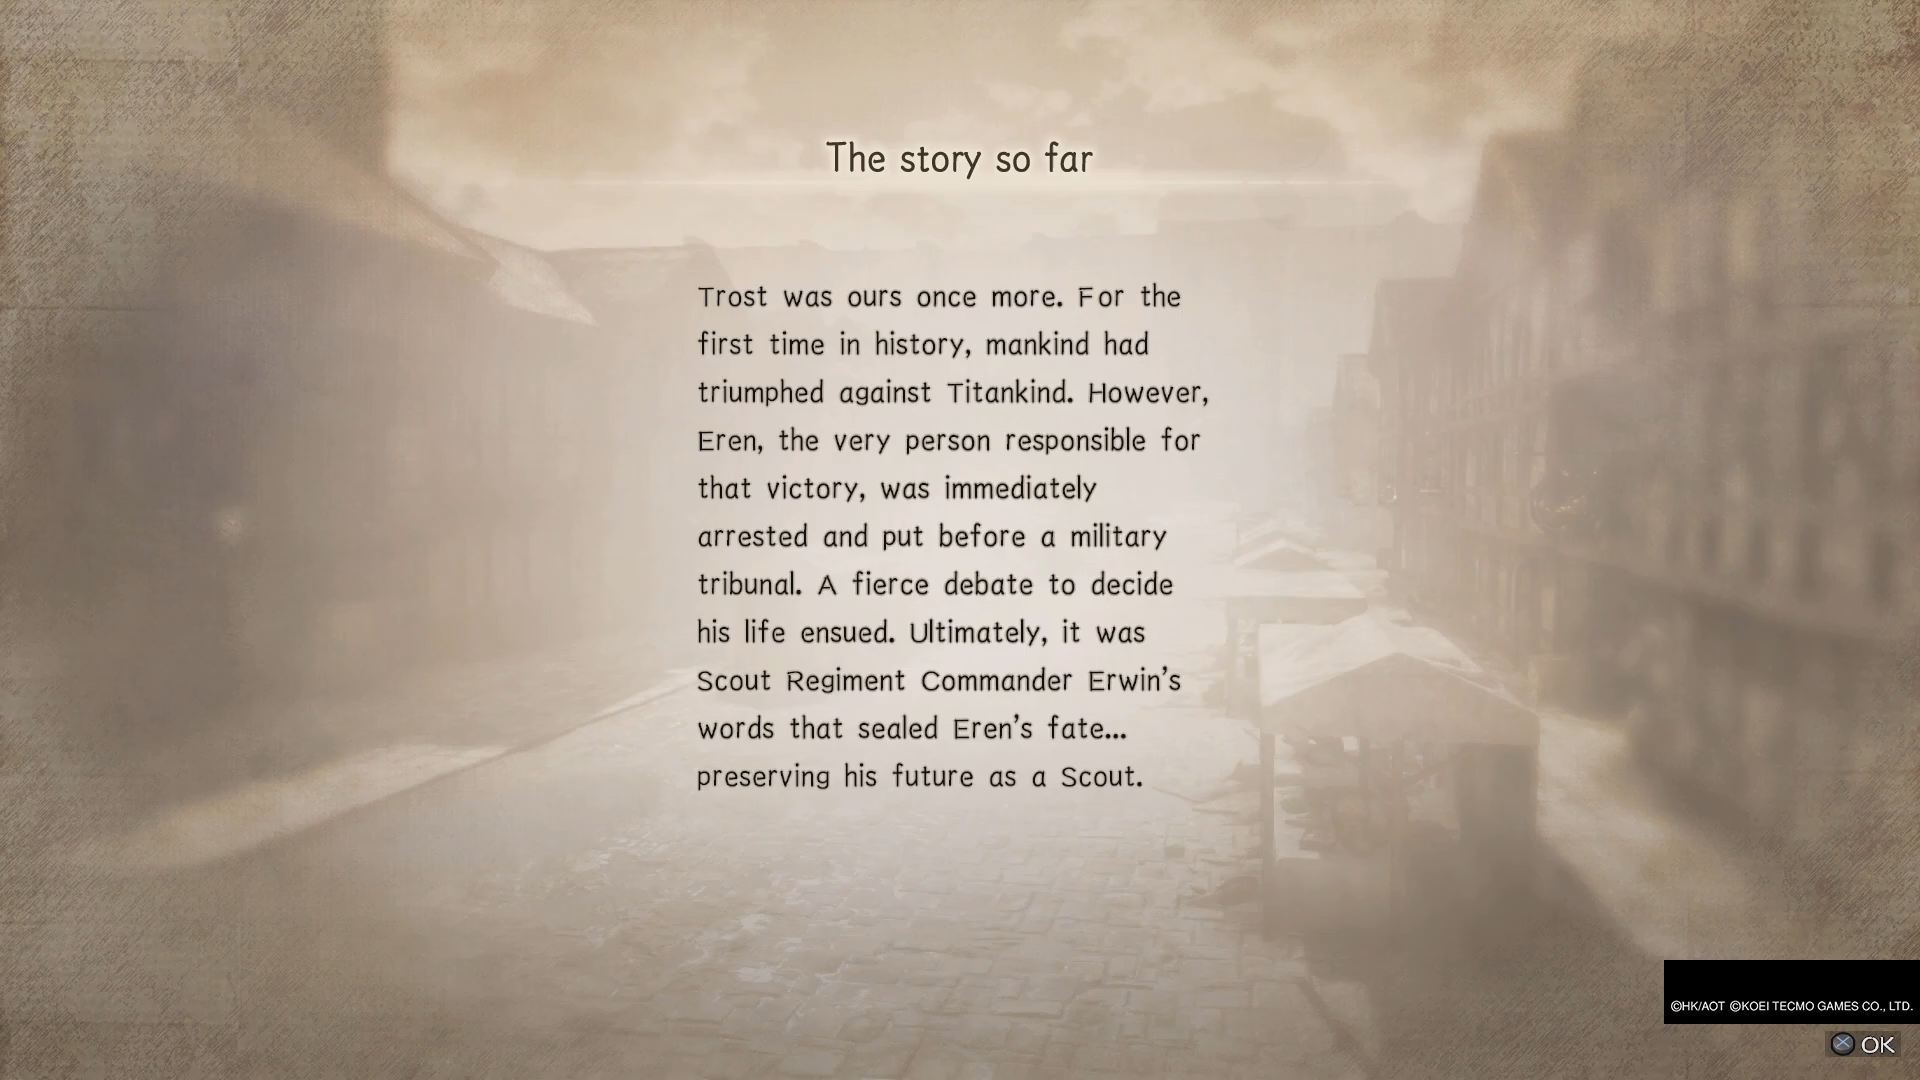 The story so far
Trost was ours once more. For the
first time in history, mankind had
triumphed against Titankind. However,
Eren, the very person responsible for
that victory, was immediately
arrested and put before a military
tribunal. A fierce debate to decide
his life ensued. Ultimately, it was
Scout Regiment Commander Erwin's
words that sealed Eren's fate...
preserving his future as a Scout.
©HK/AOT ©KOEI TECMO GAMES CO., LTD.
OK